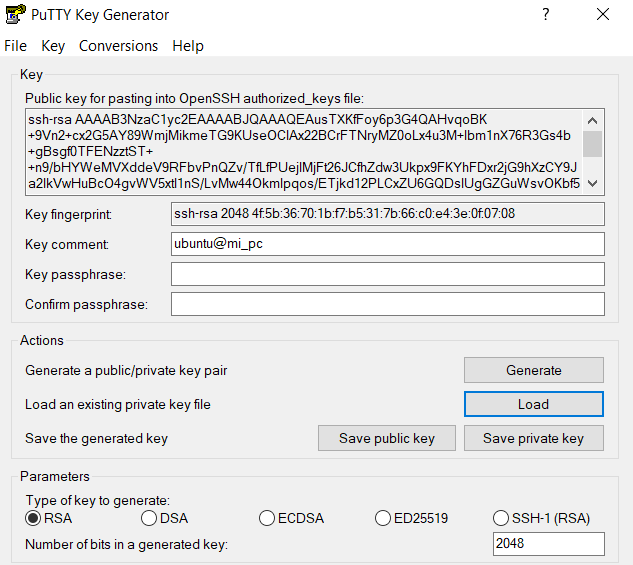 PuTTY Key Generator
File Key Conversions Help
Key
Public key for pasting into OpenSSH authorized_keys file:
ssh-rsa AAAAB3NzaC1yc2EAAAABJQAAAQEAusTXKfFoy6p3G4QAHvqoBK
+9Vn2+cx2G5AY89WmjMikmeTG9KUseOClAx22BCrFTNryMZ0oLx4u3M+lbm1nX76R3Gs4b
+gBsgf0TFENzztST+
+n9/bHYWeMVXddeV9RFbvPnQZv/TfLfPUejlMjFt26JCfhZdw3Ukpx9FKYhFDxr2jG9hXzCY9J
a2lkVwHuBcO4gvWV5xtl1nS/LvMw44Okmlpqos/ETjkd12PLCxZU6GQDslUgGZGuWsvOKbf5
Key fingerprint: ssh-rsa 2048 4f:5b:36:70:1b:f7:b5:31:7b:66:c0:e4:3e:0f:07:08
Key comment: ubuntu@mi_pc
Key passphrase:
Confirm passphrase:
Actions
Generate a public/private key pair Generate
Load an existing private key file Load
Save the generated key Save public key Save private key
Parameters
Type of key to generate:
RSA DSA ECDSA ED25519 SSH-1 (RSA)
Number of bits in a generated key: 2048